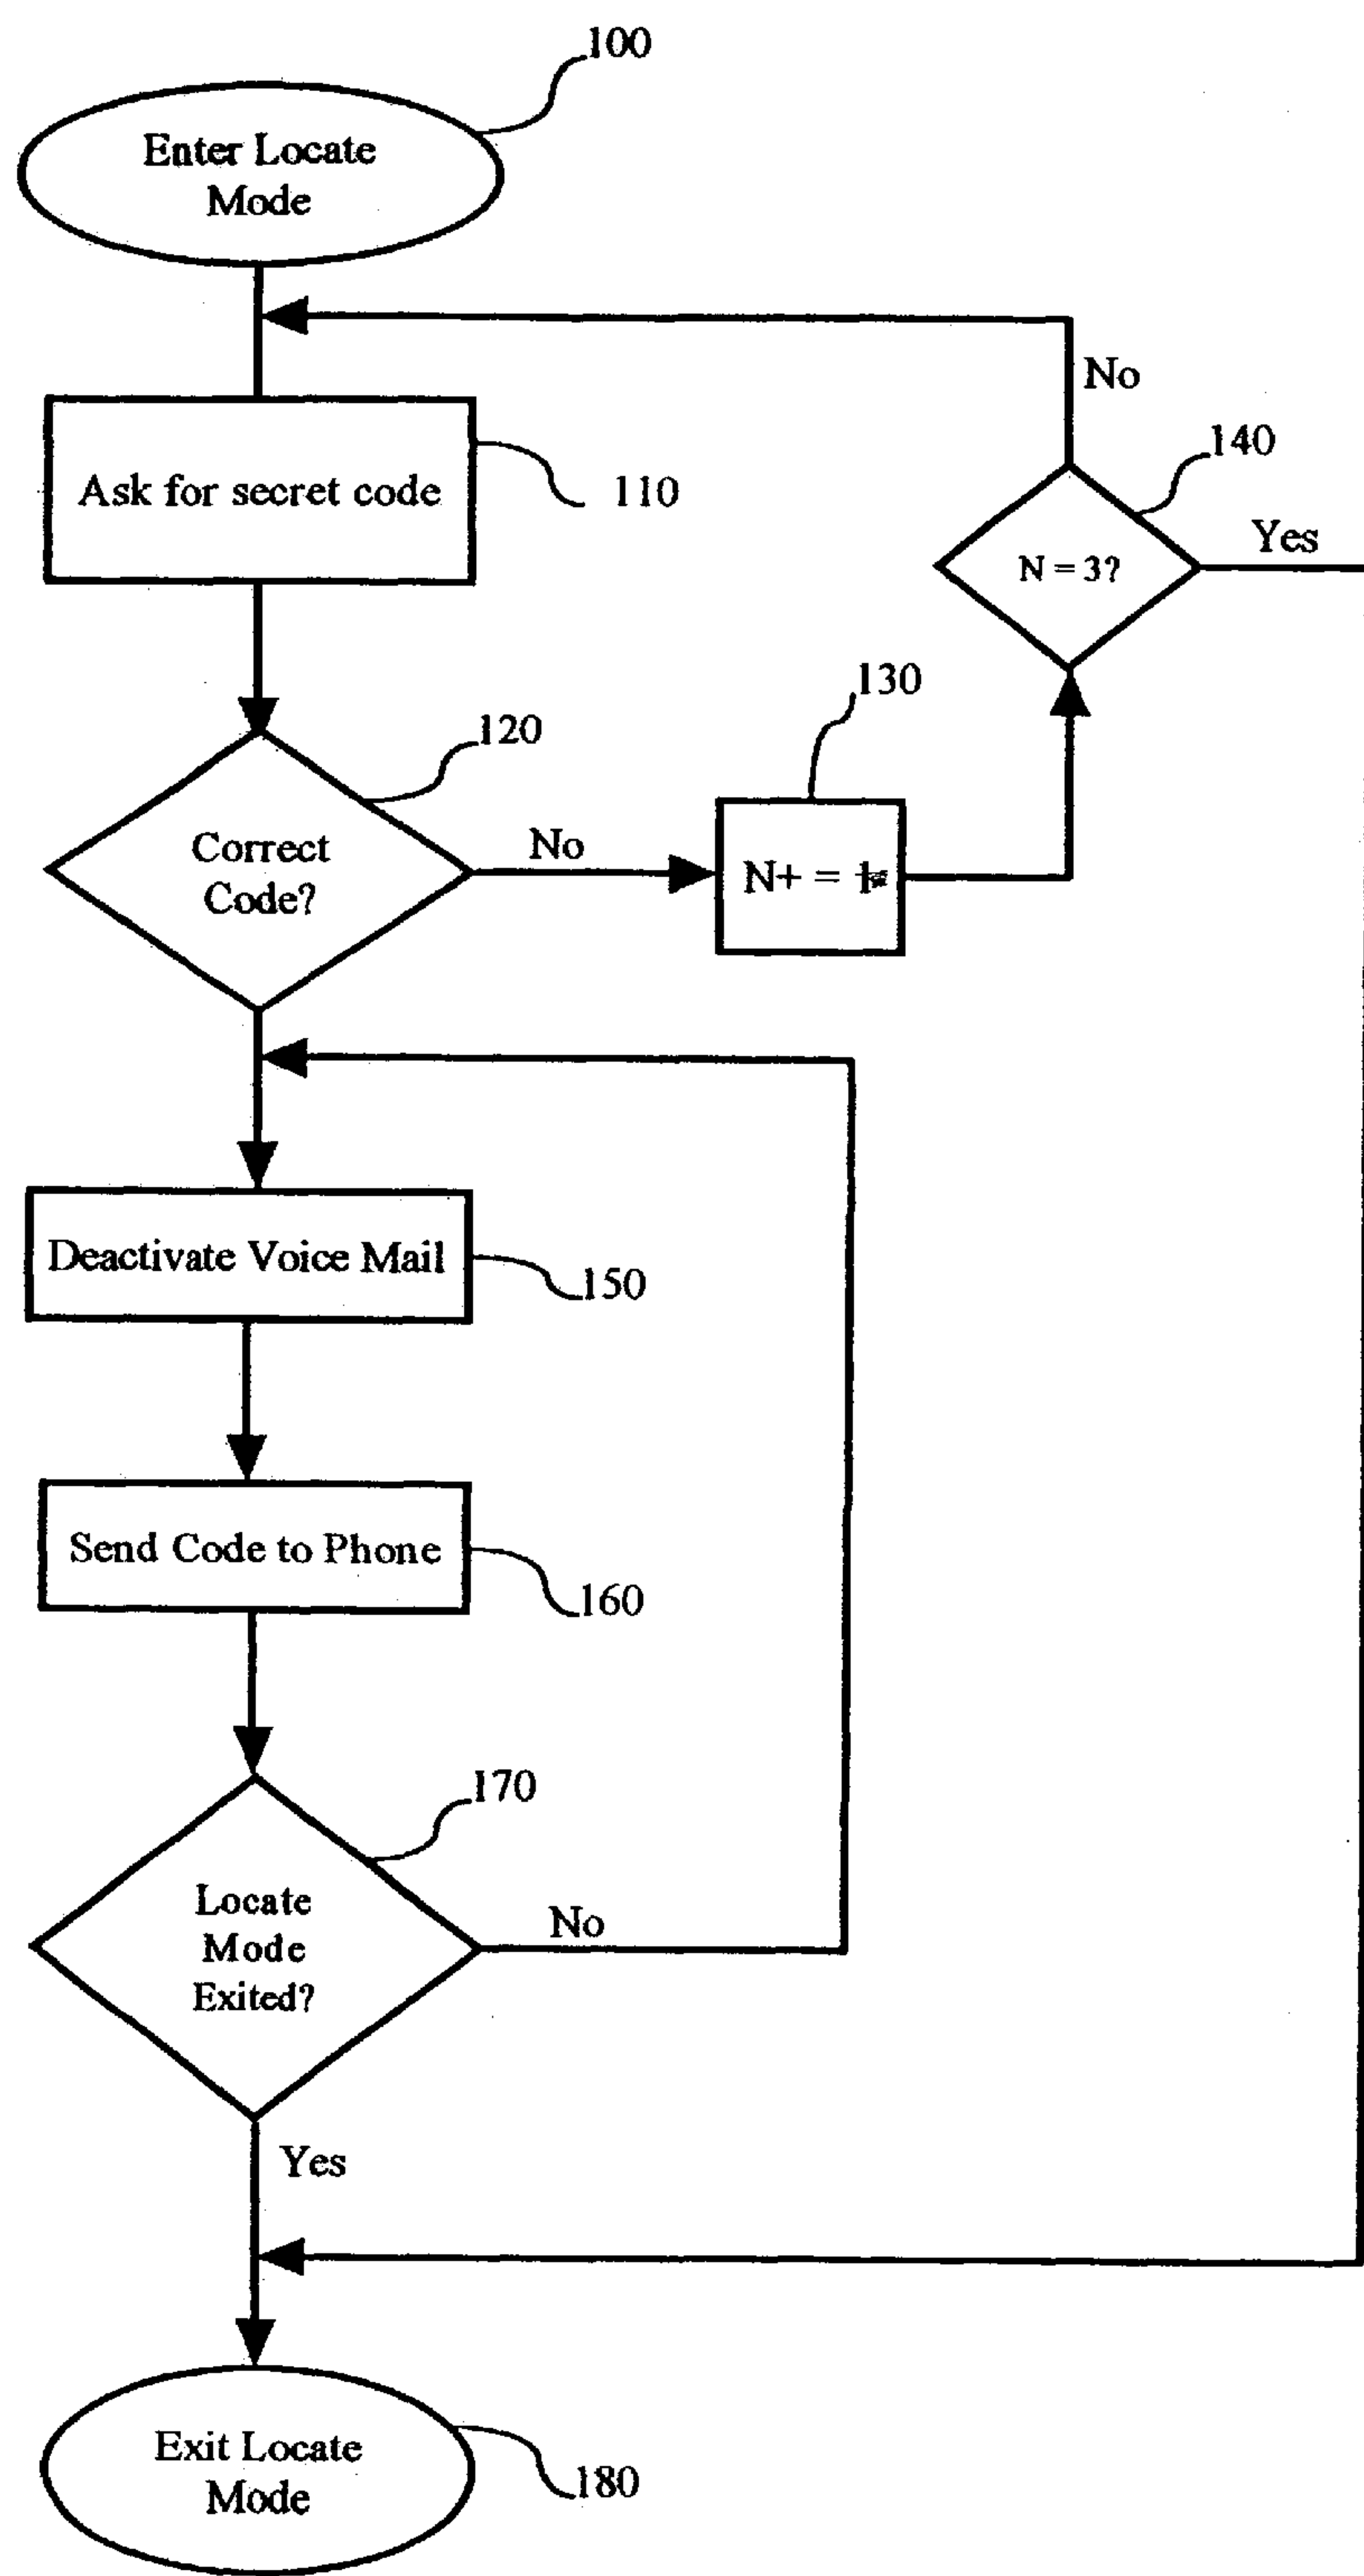 100
Enter Locate
Mode
No
140
Ask for secret code
110
Yes
N = 3?
130
120
Correct
Code?
No
N+ =
Deactivate Voice Mail
150
Send Code to Phone
160
170
Locate
Mode
Exited?
No
Yes
Exit Locate
Mode
180